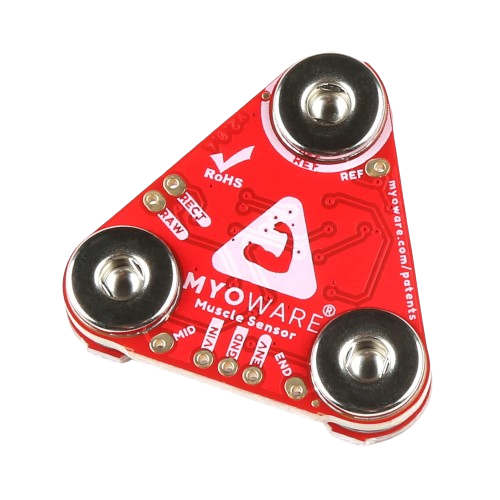 REF
REF
RoHS
RECT
RAW
myoware.com/patents
MYOWARE®
Muscle Sensor
MID
VIN
GND
ENV
END